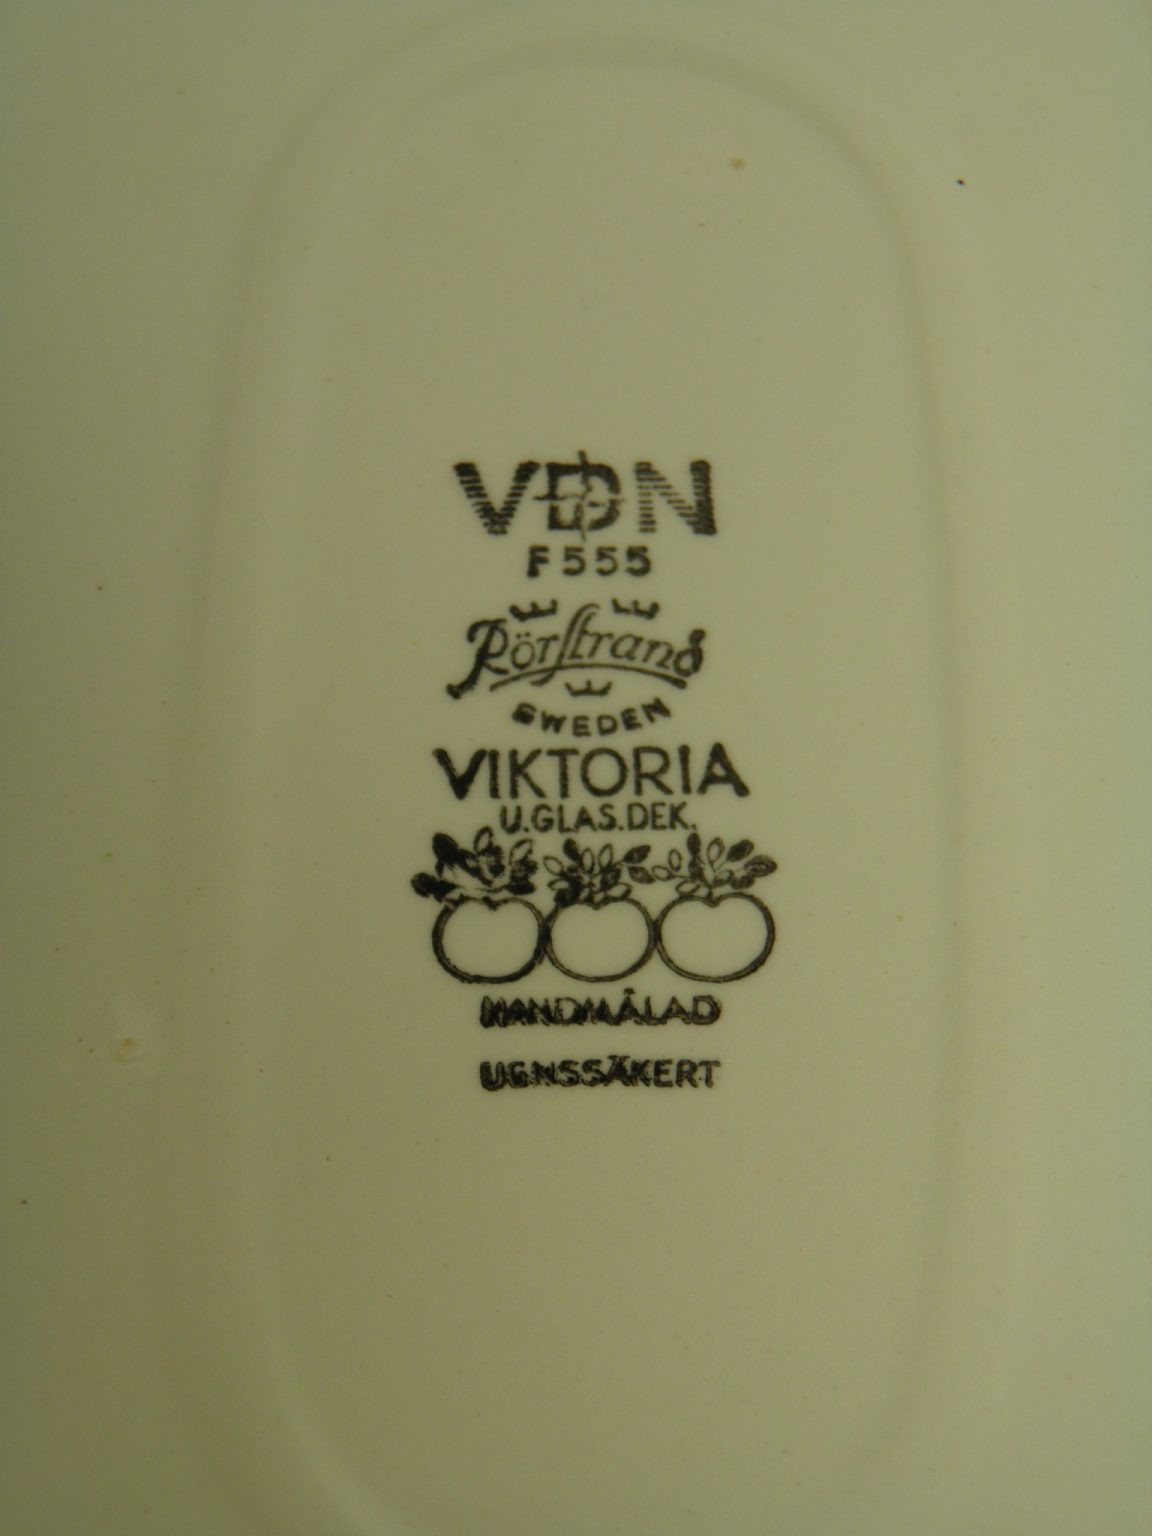 VDN
F555
Rörstrand
SWEDEN
VIKTORIA
U.GLAS.DEK.
HANDMÅLAD
UGNSSÄKERT